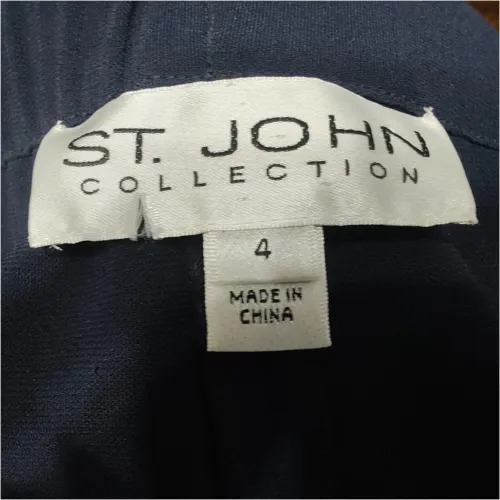 ST. JOHN
COLLECTION
4
MADE IN
CHINA